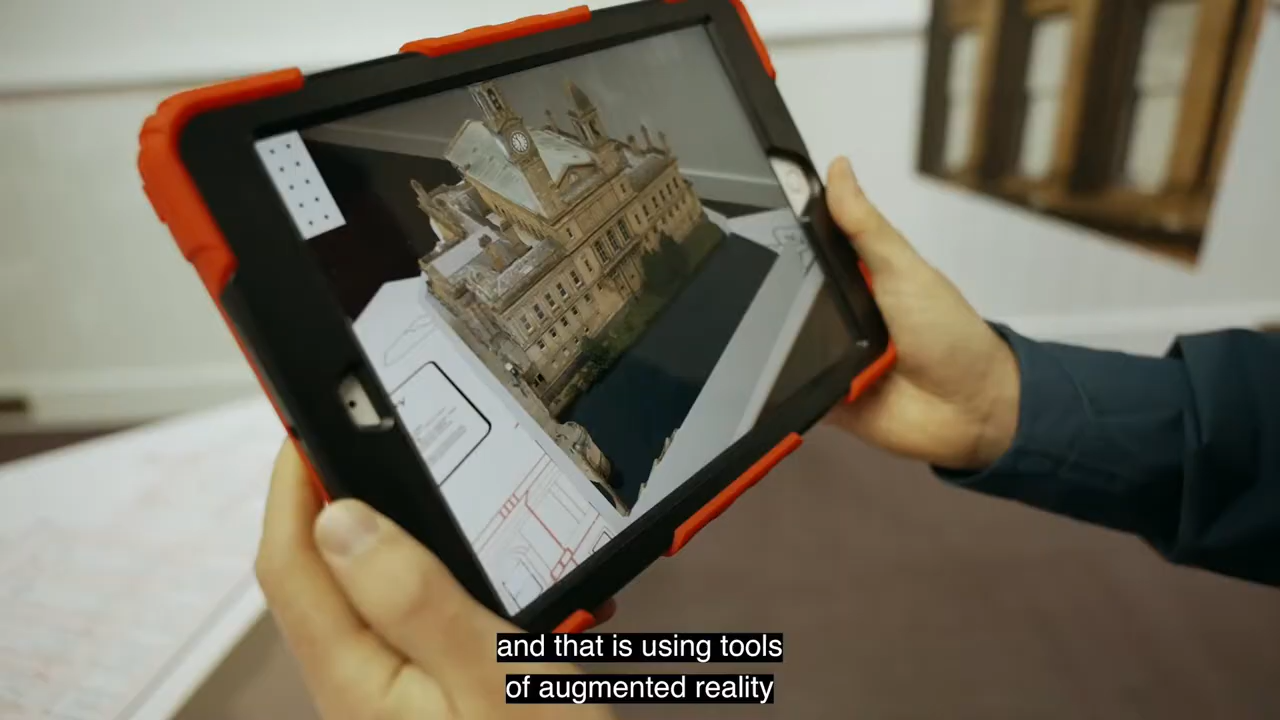 and that is using tools
of augmented reality